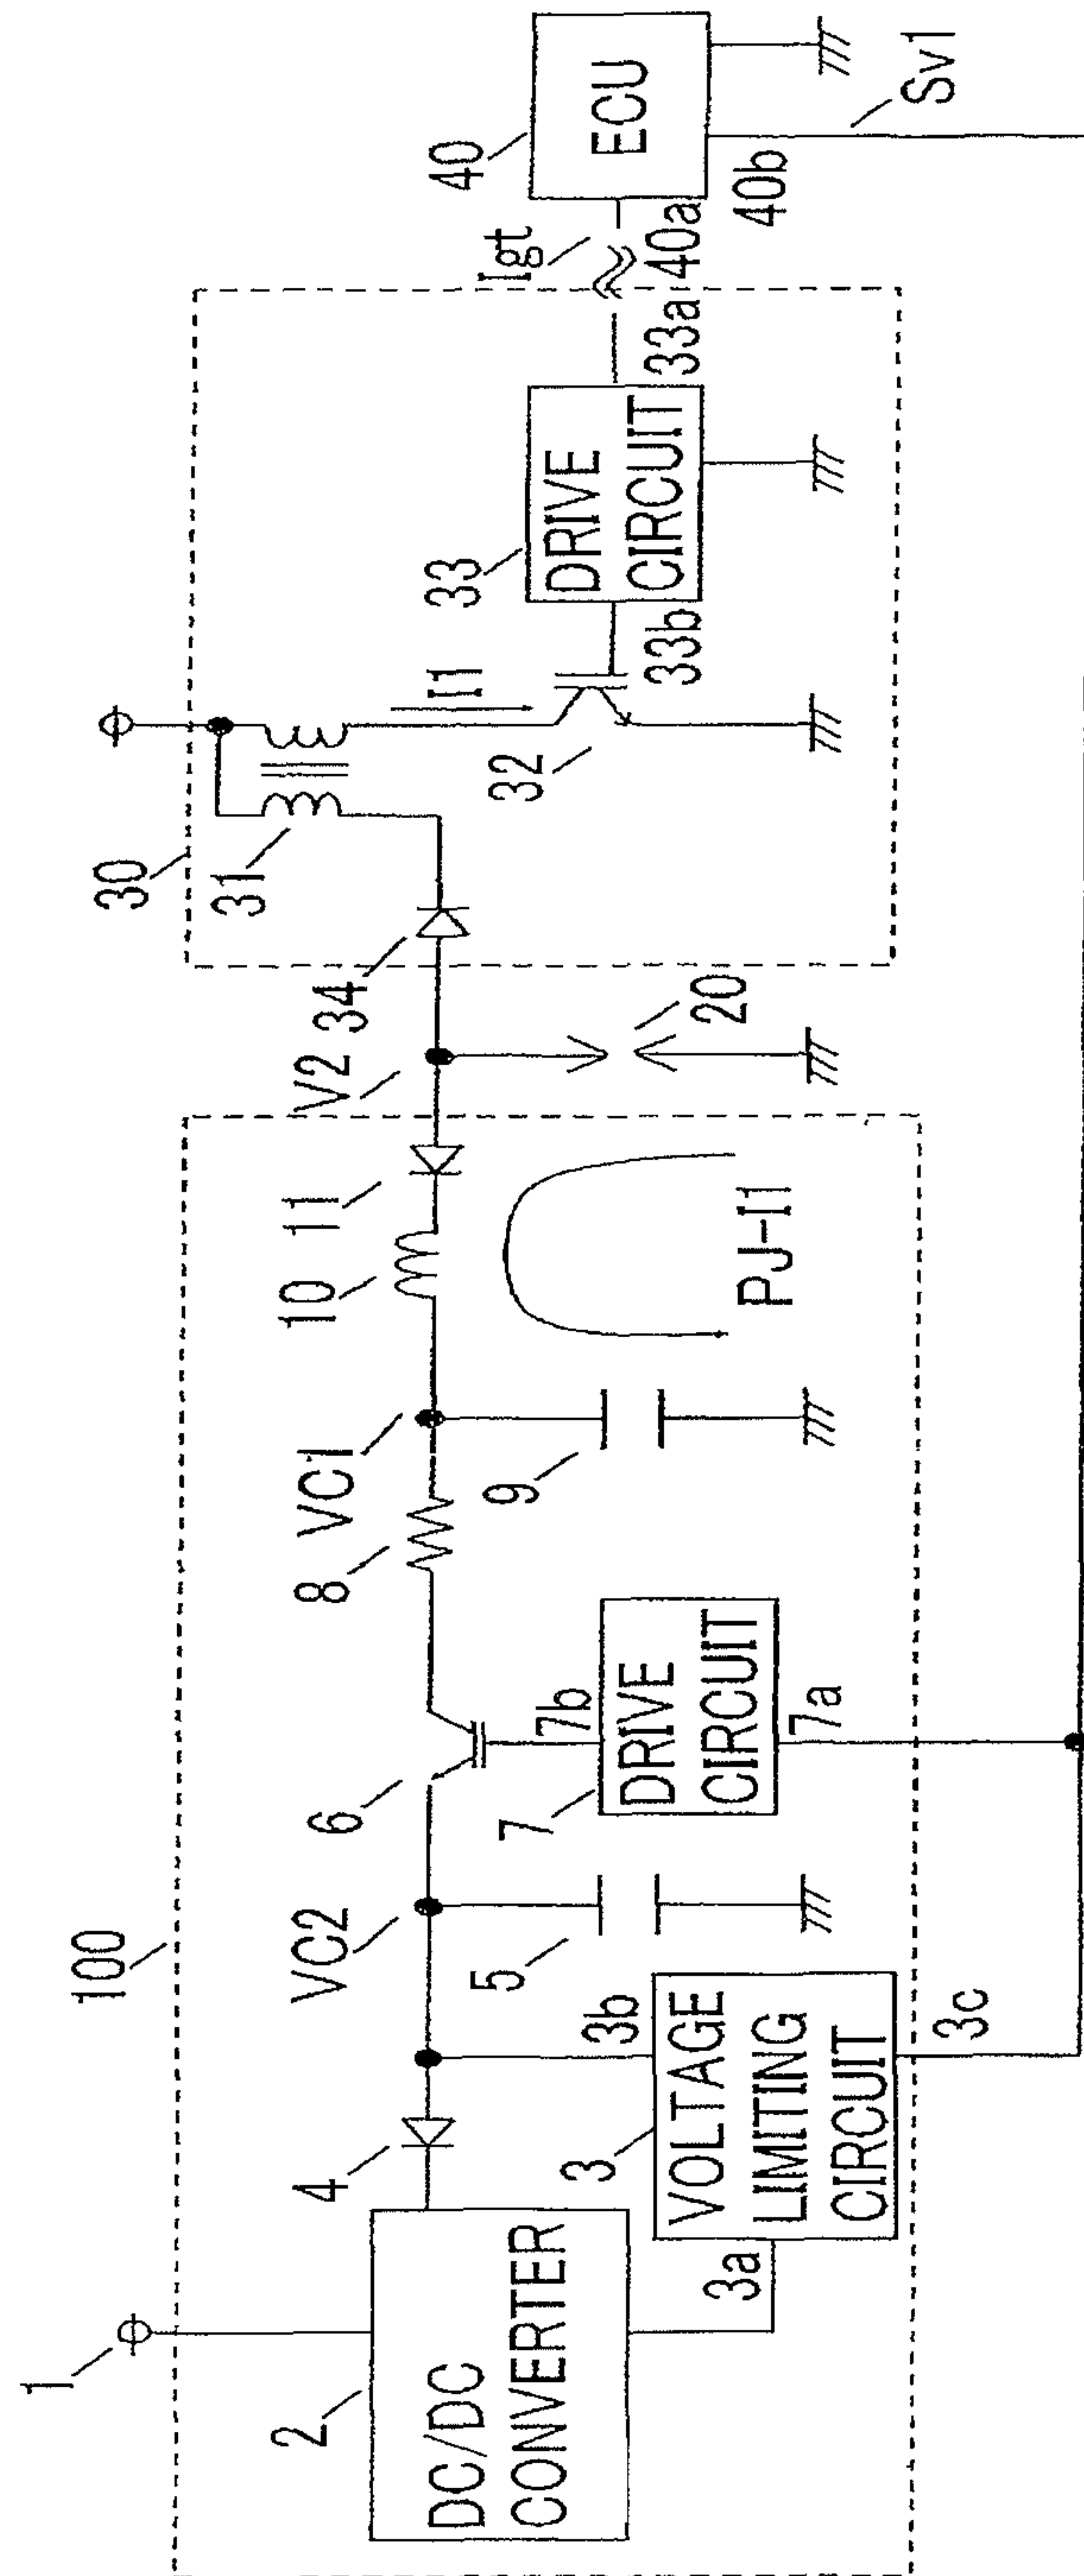 1
100
2
DC/DC
CONVERTER
3a
4
3
VOLTAGE
LIMITING
CIRCUIT
3b
3c
VC2
5
6
7
DRIVE
CIRCUIT
7b
7a
8
VC1
9
10
11
PJ-I1
V2
34
20
30
31
32
I1
33
DRIVE
CIRCUIT
33b
33a
Igt
40
ECU
40a
40b
Sv1